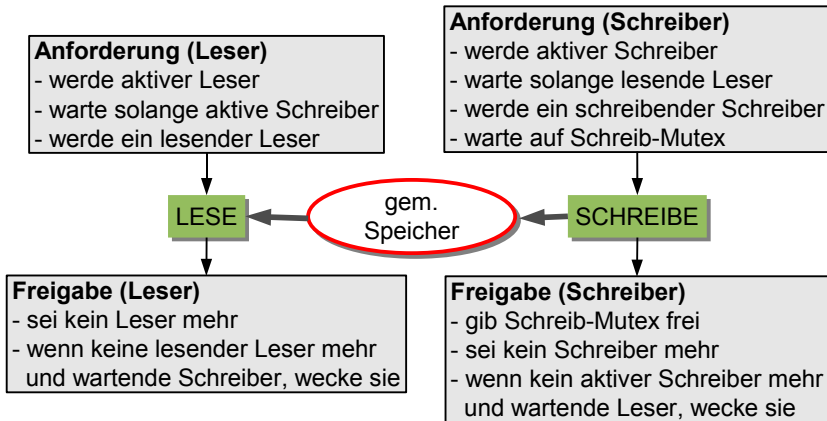 Anforderung (Leser)
- werde aktiver Leser
- warte solange aktive Schreiber
- werde ein lesender Leser
Anforderung (Schreiber)
- werde aktiver Schreiber
- warte solange lesende Leser
- werde ein schreibender Schreiber
- warte auf Schreib-Mutex
LESE
gem.
Speicher
SCHREIBE
Freigabe (Leser)
- sei kein Leser mehr
- wenn keine lesender Leser mehr
und wartende Schreiber, wecke sie
Freigabe (Schreiber)
- gib Schreib-Mutex frei
- sei kein Schreiber mehr
- wenn kein aktiver Schreiber mehr
und wartende Leser, wecke sie